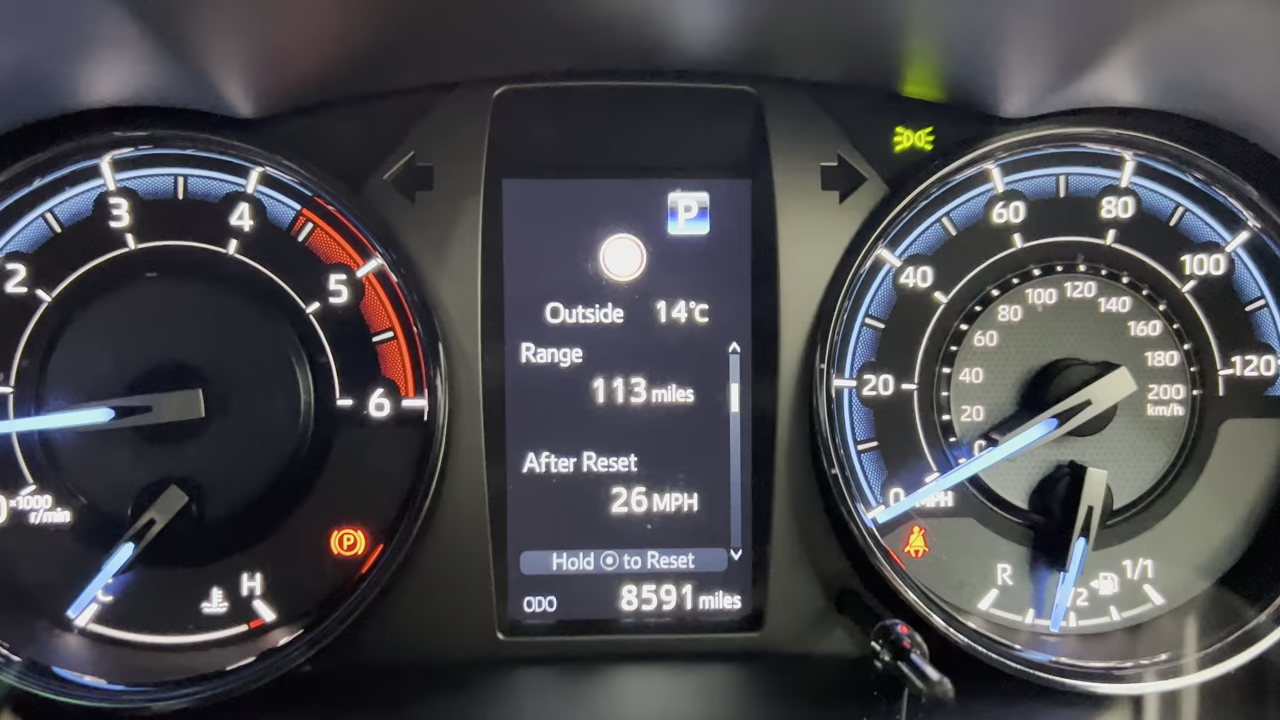 2
3
4
5
6
x1000
r/min
P
H
P
Outside 14°C
Range
113 miles
After Reset
26 MPH
Hold to Reset
ODO 8591 miles
0
20
40
60
80
100
120
MPH
20
40
60
80
100
120
140
160
180
200
km/h
R
1/1